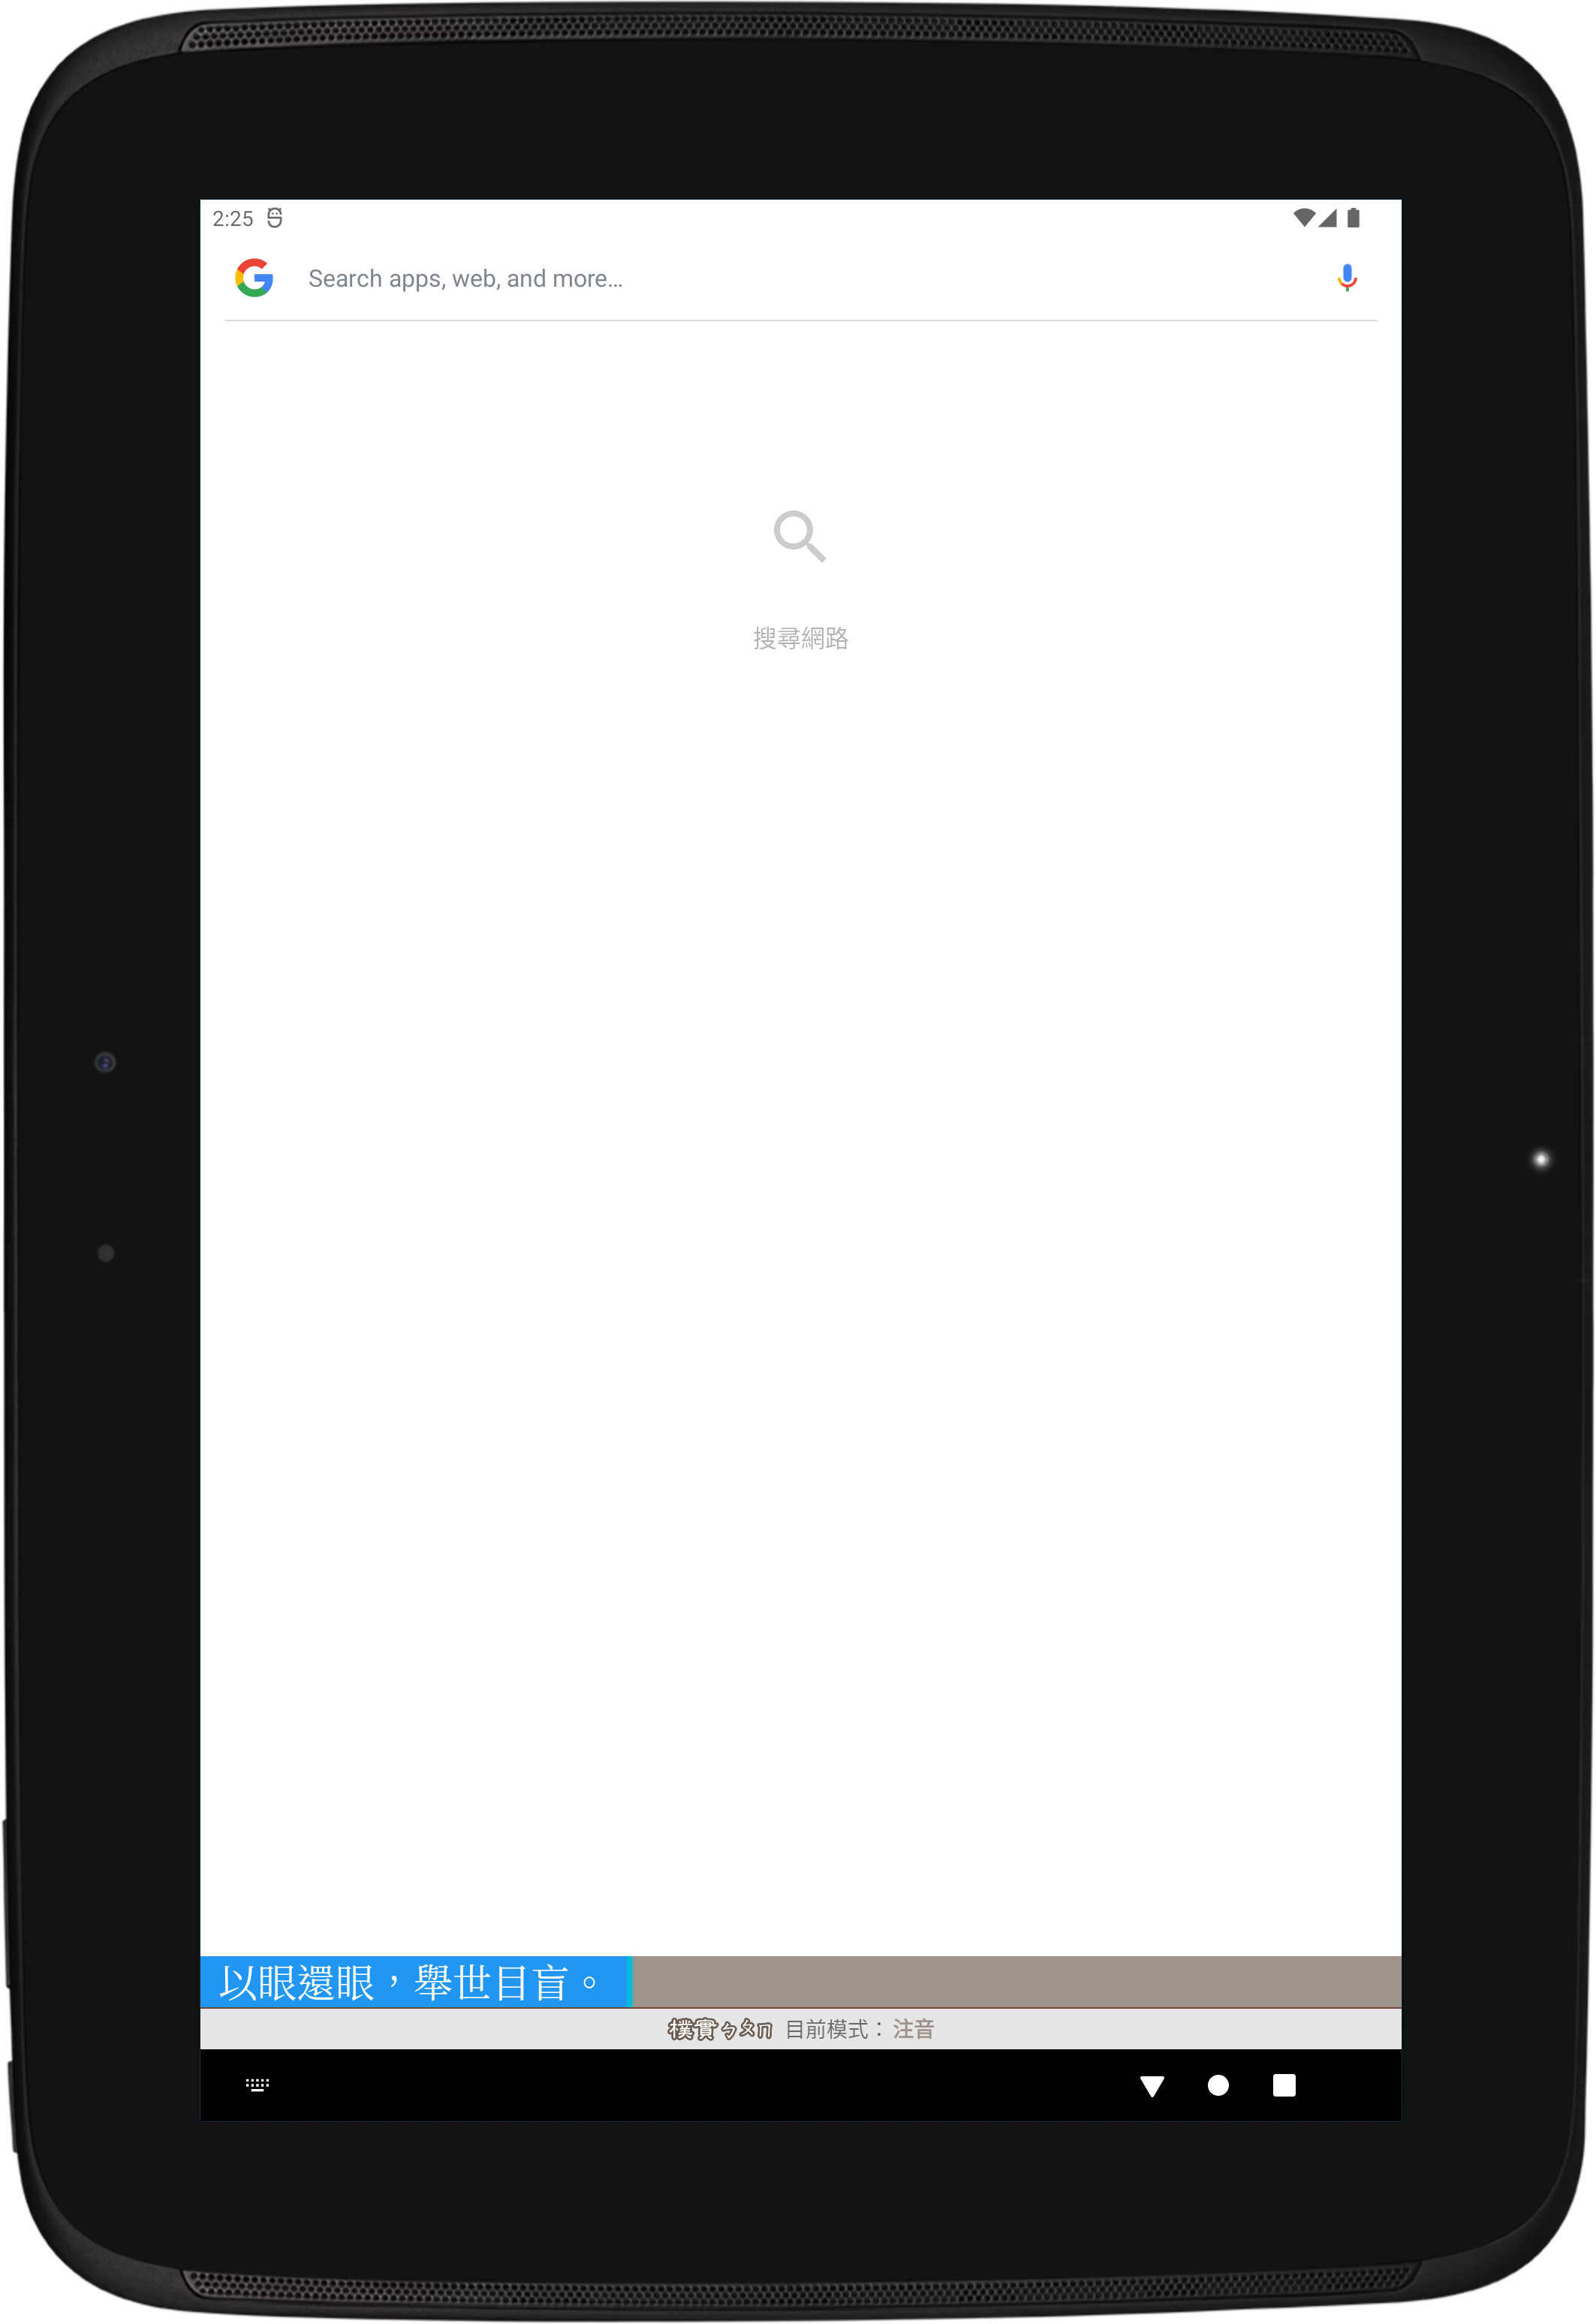 2:25
Search apps, web, and more...
搜尋網路
以眼還眼，舉世目盲。
樸實ㄅㄆㄇ 目前模式：注音